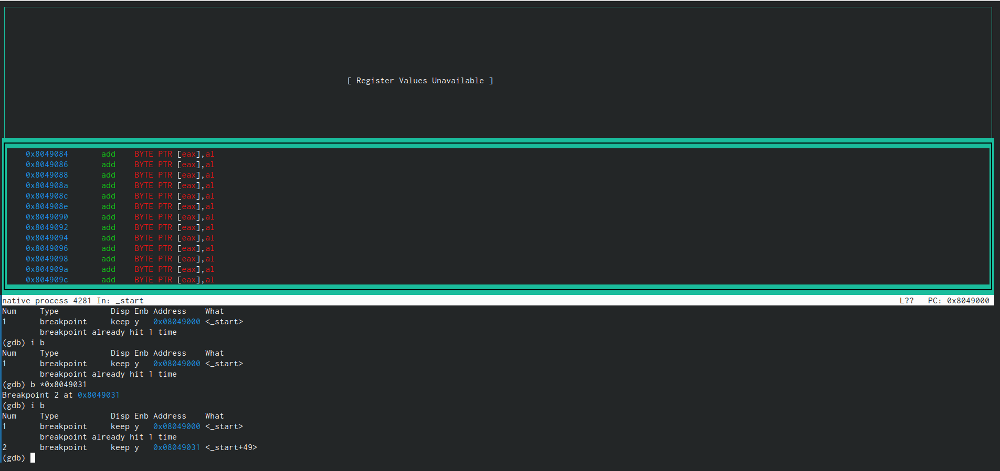 [ Register Values Unavailable ]
0x8049084 add BYTE PTR [eax],al
0x8049086 add BYTE PTR [eax],al
0x8049088 add BYTE PTR [eax],al
0x804908a add BYTE PTR [eax],al
0x804908c add BYTE PTR [eax],al
0x804908e add BYTE PTR [eax],al
0x8049090 add BYTE PTR [eax],al
0x8049092 add BYTE PTR [eax],al
0x8049094 add BYTE PTR [eax],al
0x8049096 add BYTE PTR [eax],al
0x8049098 add BYTE PTR [eax],al
0x804909a add BYTE PTR [eax],al
0x804909c add BYTE PTR [eax],al
native process 4281 In: _start L?? PC: 0x8049000
Num Type Disp Enb Address What
1 breakpoint keep y 0x08049000 <_start>
breakpoint already hit 1 time
(gdb) i b
Num Type Disp Enb Address What
1 breakpoint keep y 0x08049000 <_start>
breakpoint already hit 1 time
(gdb) b *0x8049031
Breakpoint 2 at 0x8049031
(gdb) i b
Num Type Disp Enb Address What
1 breakpoint keep y 0x08049000 <_start>
breakpoint already hit 1 time
2 breakpoint keep y 0x08049031 <_start+49>
(gdb)